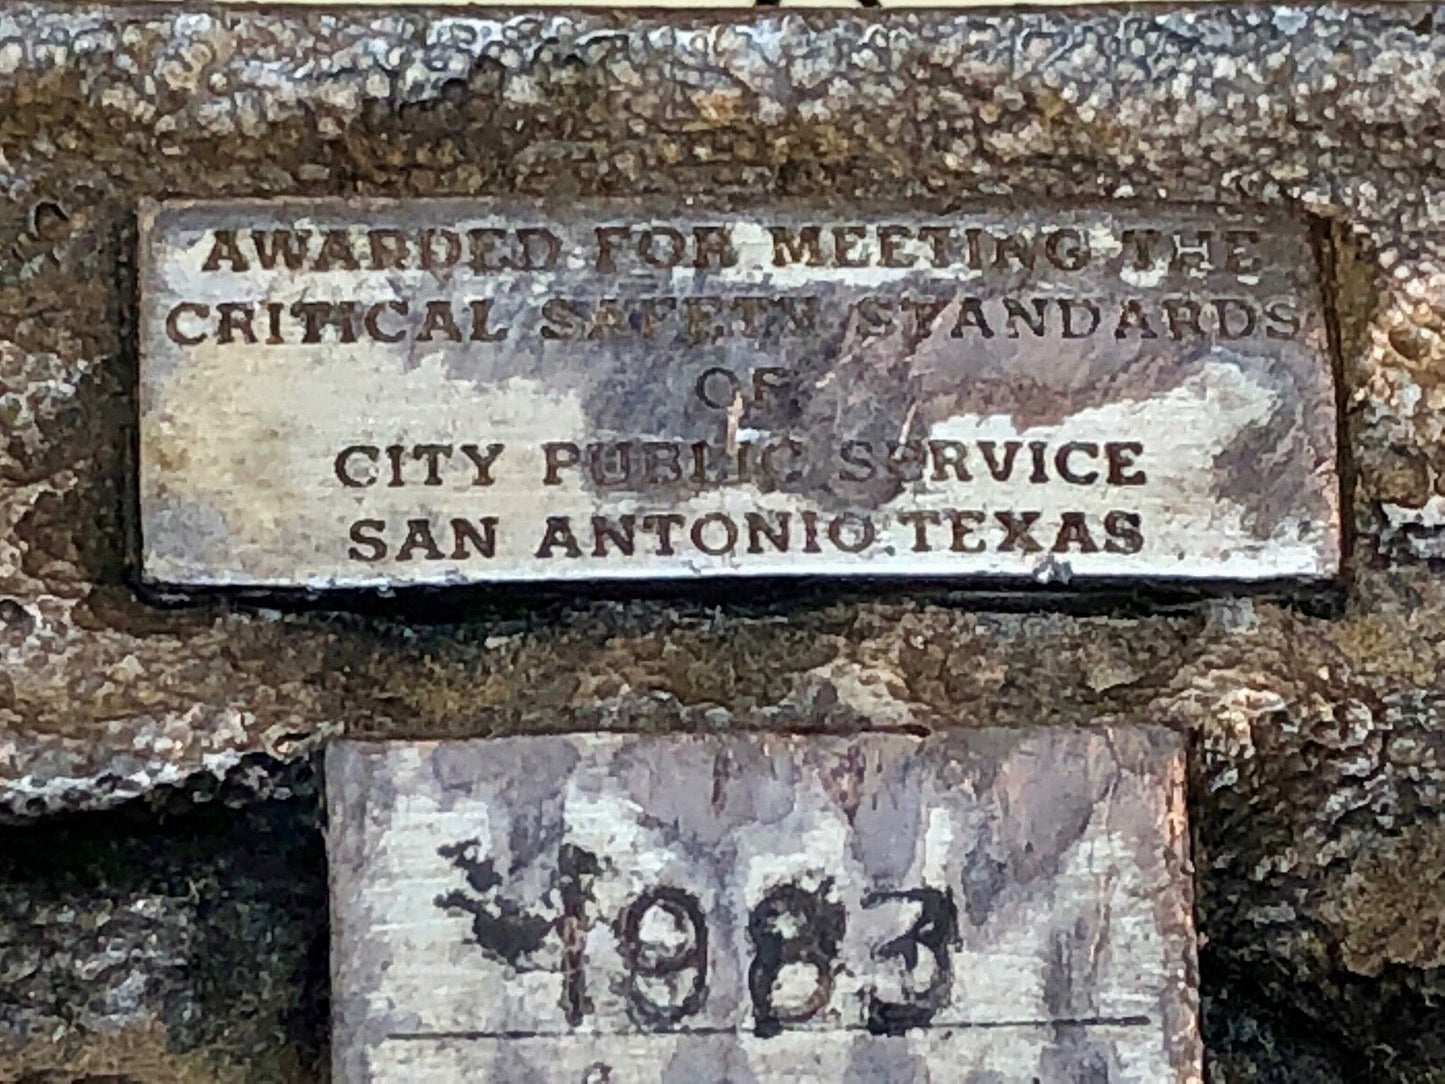 AWARDED FOR MEETING THE
CRITICAL SAFETY STANDARDS
OF
CITY PUBLIC SERVICE
SAN ANTONIO, TEXAS
1983